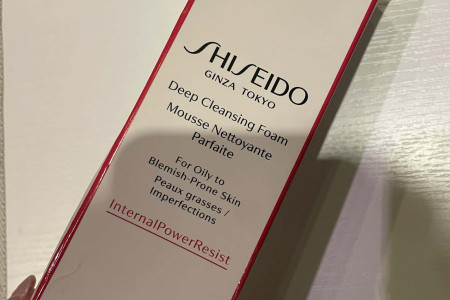 SHISEIDO
GINZA TOKYO
Deep Cleansing Foam
Mousse Nettoyante
Parfaite
For Oily to
Blemish-Prone Skin
Peaux grasses /
Imperfections
InternalPowerResist